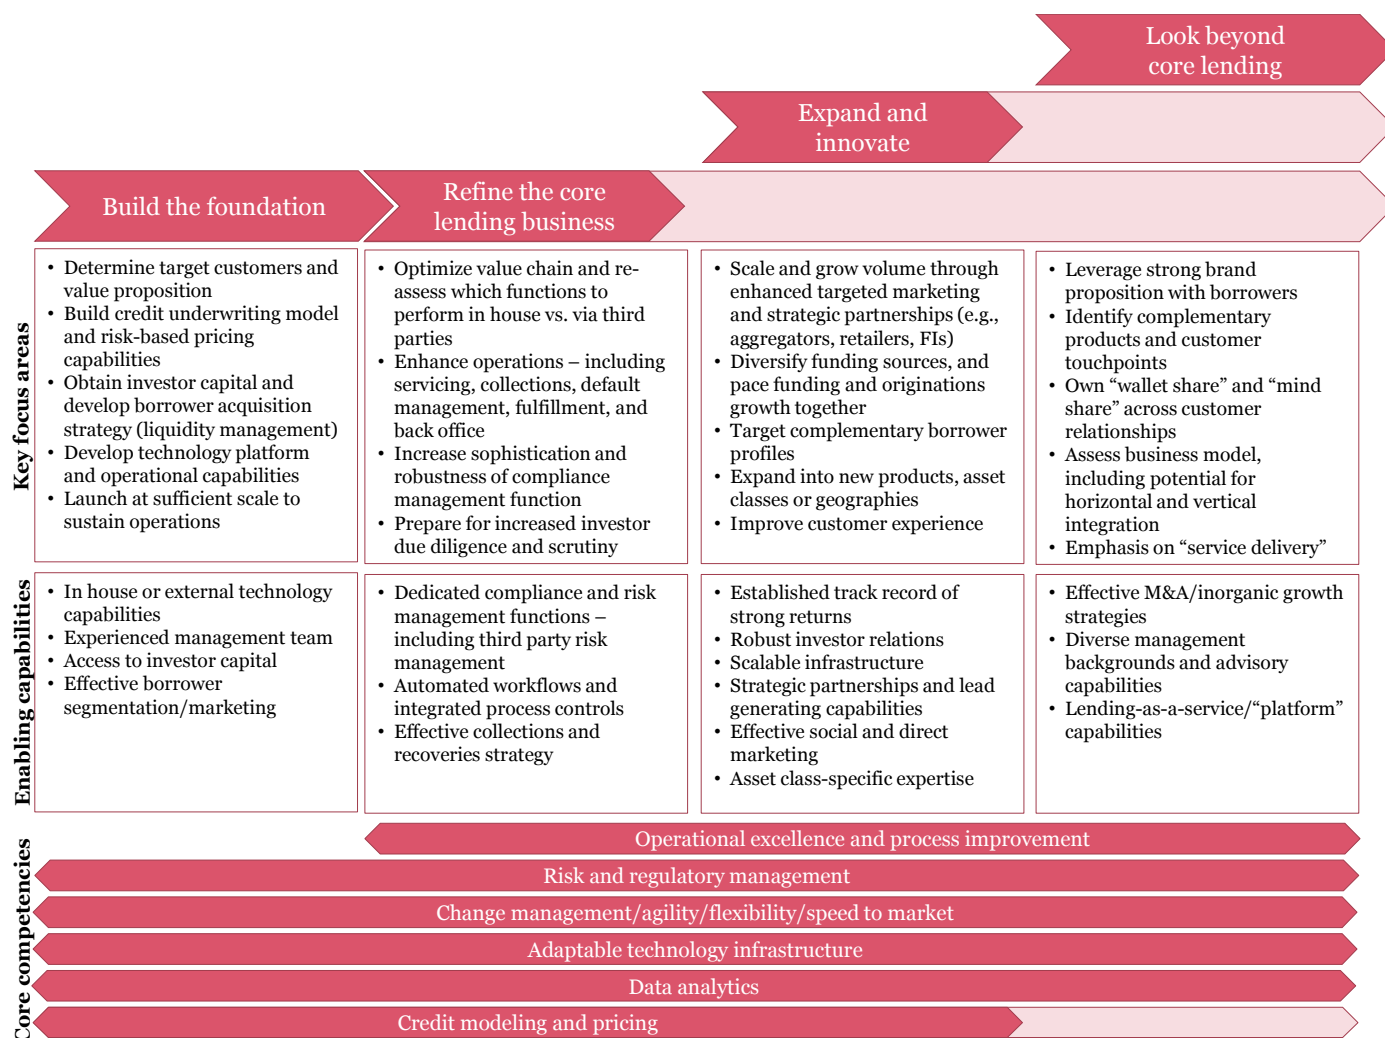 Look beyond
core lending
Expand and
innovate
Build the foundation
Refine the core
lending business
Key focus areas
• Determine target customers and
value proposition
• Build credit underwriting model
and risk-based pricing
capabilities
• Obtain investor capital and
develop borrower acquisition
strategy (liquidity management)
• Develop technology platform
and operational capabilities
• Launch at sufficient scale to
sustain operations
• Optimize value chain and re-
assess which functions to
perform in house vs. via third
parties
• Enhance operations – including
servicing, collections, default
management, fulfillment, and
back office
• Increase sophistication and
robustness of compliance
management function
• Prepare for increased investor
due diligence and scrutiny
• Scale and grow volume through
enhanced targeted marketing
and strategic partnerships (e.g.,
aggregators, retailers, FIs)
• Diversify funding sources, and
pace funding and originations
growth together
• Target complementary borrower
profiles
• Expand into new products, asset
classes or geographies
• Improve customer experience
• Leverage strong brand
proposition with borrowers
• Identify complementary
products and customer
touchpoints
• Own “wallet share” and “mind
share” across customer
relationships
• Assess business model,
including potential for
horizontal and vertical
integration
• Emphasis on “service delivery”
Enabling capabilities
• In house or external technology
capabilities
• Experienced management team
• Access to investor capital
• Effective borrower
segmentation/marketing
• Dedicated compliance and risk
management functions –
including third party risk
management
• Automated workflows and
integrated process controls
• Effective collections and
recoveries strategy
• Established track record of
strong returns
• Robust investor relations
• Scalable infrastructure
• Strategic partnerships and lead
generating capabilities
• Effective social and direct
marketing
• Asset class-specific expertise
• Effective M&A/inorganic growth
strategies
• Diverse management
backgrounds and advisory
capabilities
• Lending-as-a-service/“platform”
capabilities
Core competencies
Operational excellence and process improvement
Risk and regulatory management
Change management/agility/flexibility/speed to market
Adaptable technology infrastructure
Data analytics
Credit modeling and pricing